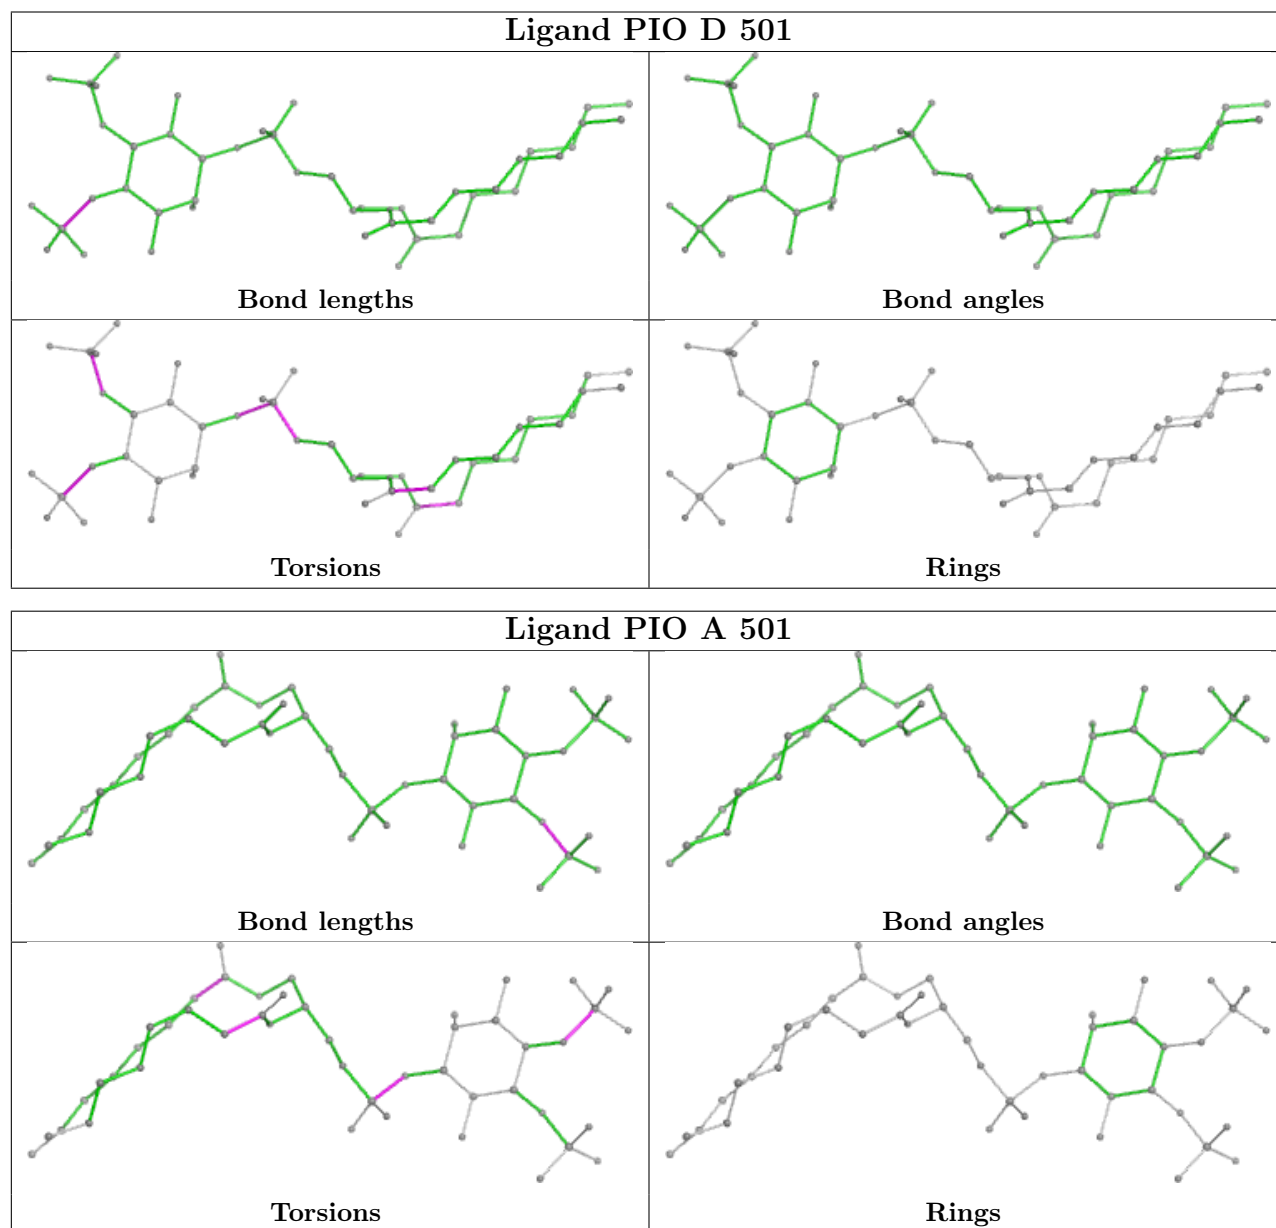 Ligand PIO D 501
Bond lengths
Bond angles
Torsions
Rings
Ligand PIO A 501
Bond lengths
Bond angles
Torsions
Rings